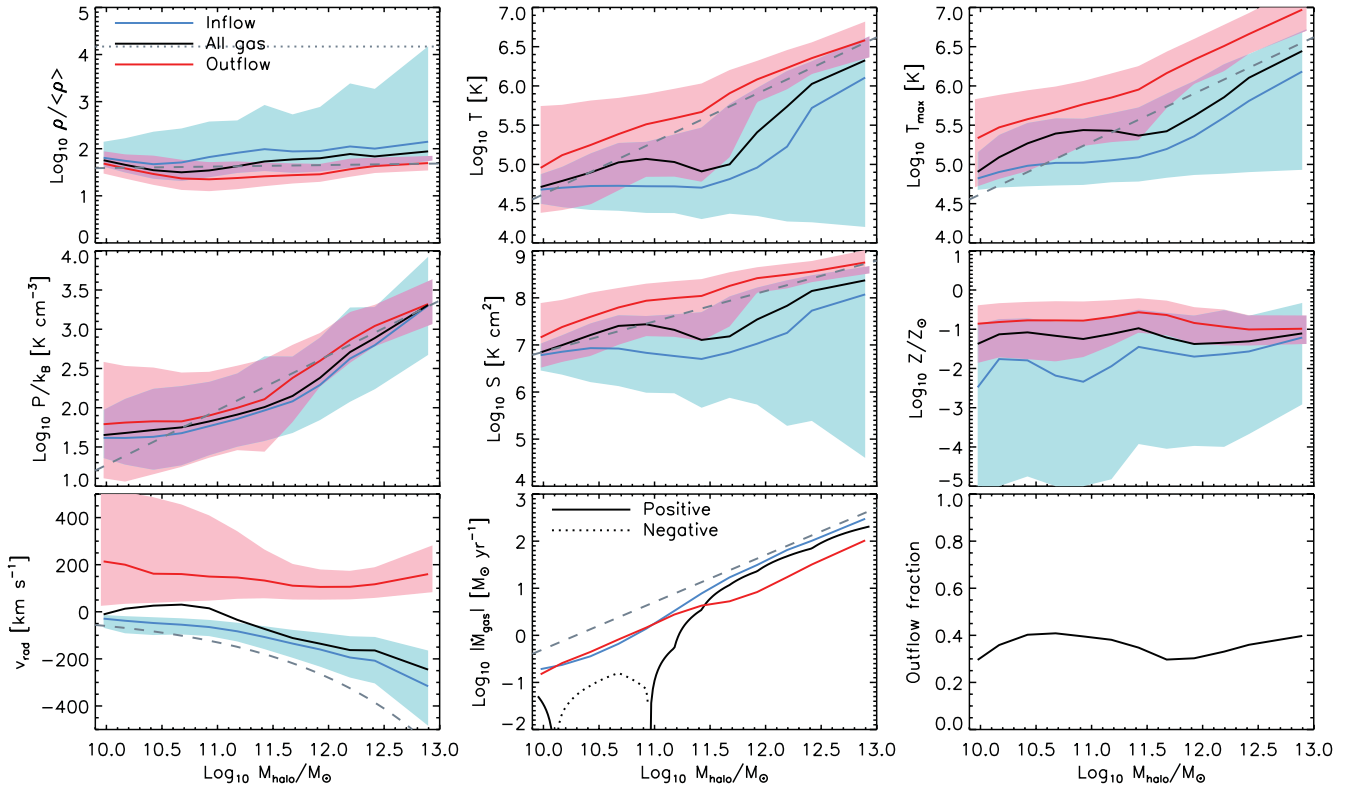 Inflow
All gas
Outflow
Log₁₀ ρ/<ρ>
5
4
3
2
1
0
Log₁₀ T [K]
7.0
6.5
6.0
5.5
5.0
4.5
4.0
Log₁₀ Tₘₐₓ [K]
7.0
6.5
6.0
5.5
5.0
4.5
4.0
Log₁₀ P/k_B [K cm⁻³]
4.0
3.5
3.0
2.5
2.0
1.5
1.0
Log₁₀ S [K cm²]
9
8
7
6
5
4
Log₁₀ Z/Z⊙
1
0
−1
−2
−3
−4
−5
v_rad [km s⁻¹]
400
200
0
−200
−400
10.0 10.5 11.0 11.5 12.0 12.5 13.0
Log₁₀ M_halo/M⊙
Positive
Negative
Log₁₀ |Ṁ_gas| [M⊙ yr⁻¹]
3
2
1
0
−1
−2
10.0 10.5 11.0 11.5 12.0 12.5 13.0
Log₁₀ M_halo/M⊙
Outflow fraction
1.0
0.8
0.6
0.4
0.2
0.0
10.0 10.5 11.0 11.5 12.0 12.5 13.0
Log₁₀ M_halo/M⊙